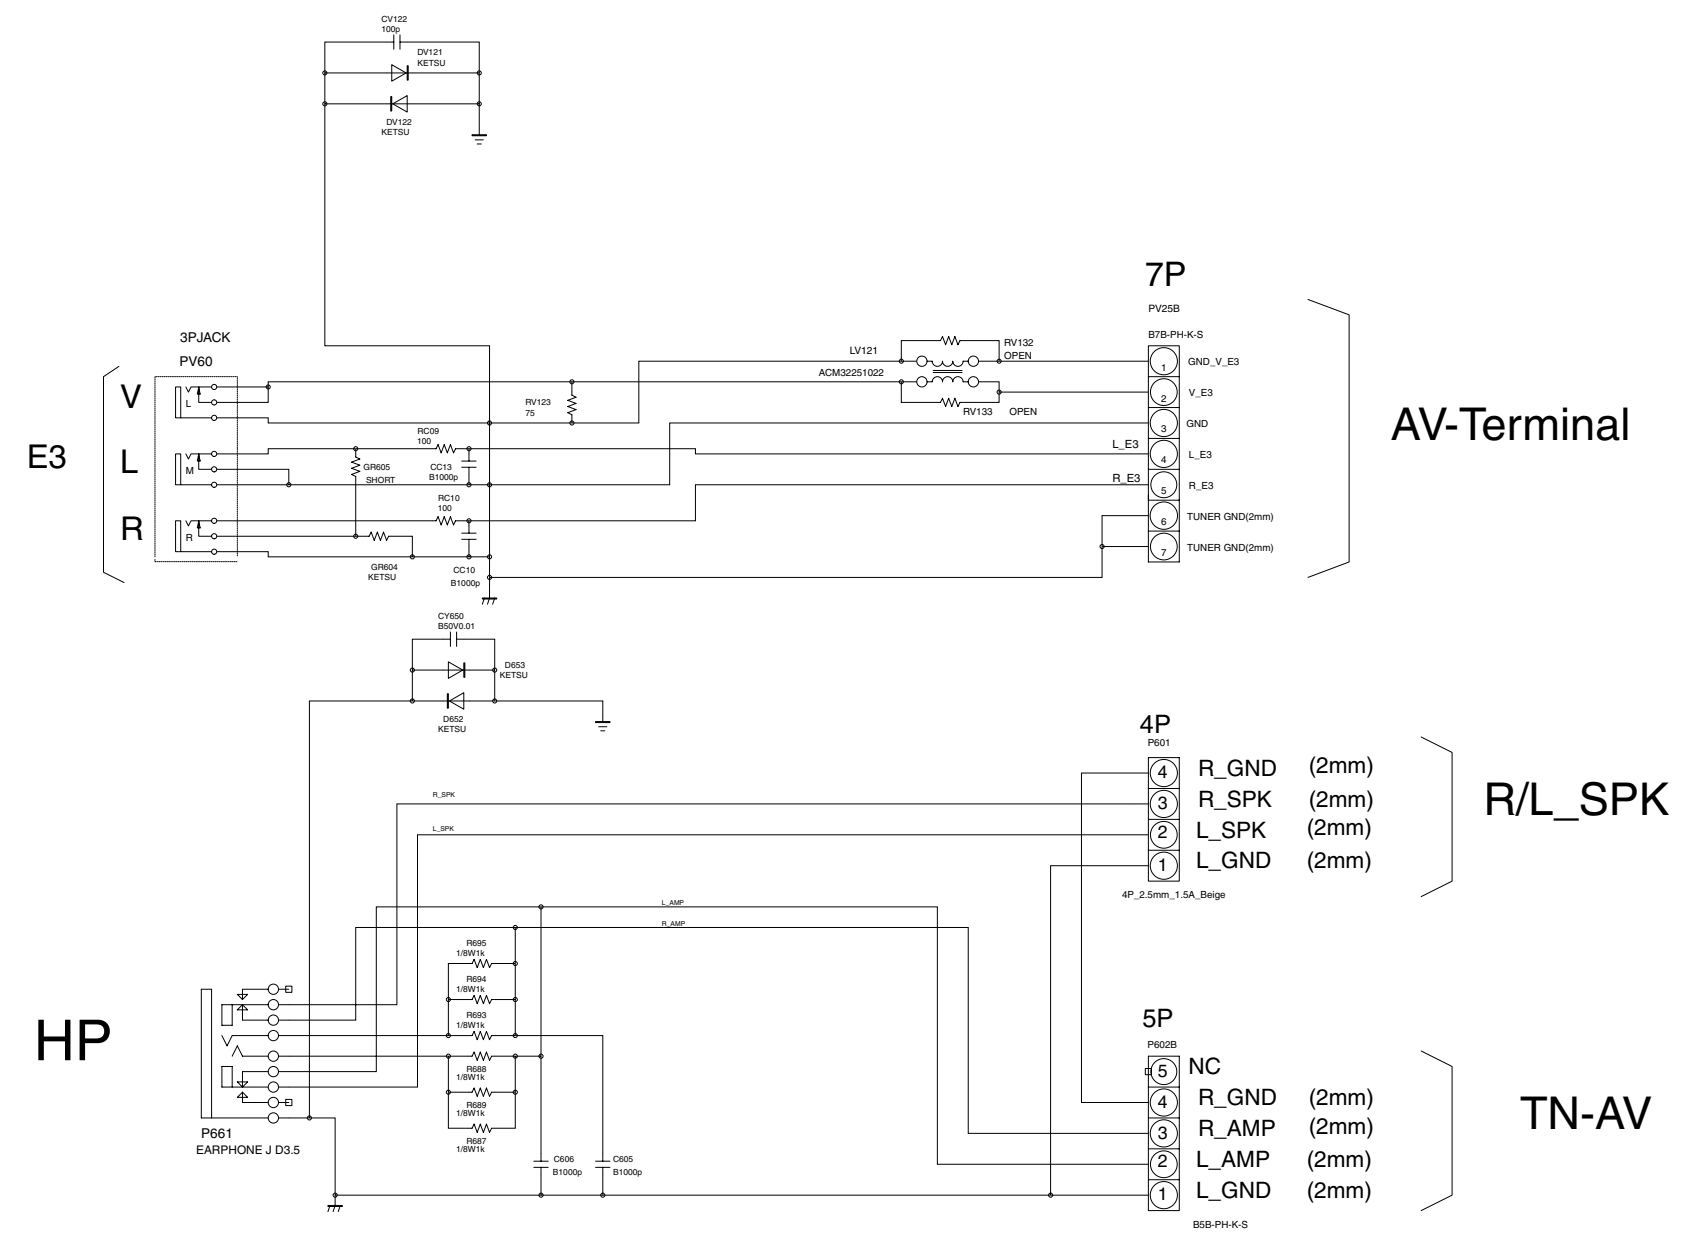 CV122
100p
DV121
KETSU
DV122
KETSU
7P
PV25B
B7B-PH-K-S
3PJACK
PV60
E3
V
L
R
L
M
R
RV123
75
LV121
ACM32251022
RV132
OPEN
RV133
OPEN
RC09
100
GR605
SHORT
CC13
B1000p
RC10
100
GR604
KETSU
CC10
B1000p
L_E3
R_E3
1 GND_V_E3
2 V_E3
3 GND
4 L_E3
5 R_E3
6 TUNER GND(2mm)
7 TUNER GND(2mm)
AV-Terminal
CY650
B50V0.01
D653
KETSU
D652
KETSU
4P
P601
4 R_GND (2mm)
3 R_SPK (2mm)
2 L_SPK (2mm)
1 L_GND (2mm)
4P_2.5mm_1.5A_Beige
R/L_SPK
R_SPK
L_SPK
L_AMP
R_AMP
HP
P661
EARPHONE J D3.5
R695
1/8W1k
R694
1/8W1k
R693
1/8W1k
R688
1/8W1k
R689
1/8W1k
R687
1/8W1k
C606
B1000p
C605
B1000p
5P
P602B
5 NC
4 R_GND (2mm)
3 R_AMP (2mm)
2 L_AMP (2mm)
1 L_GND (2mm)
B5B-PH-K-S
TN-AV